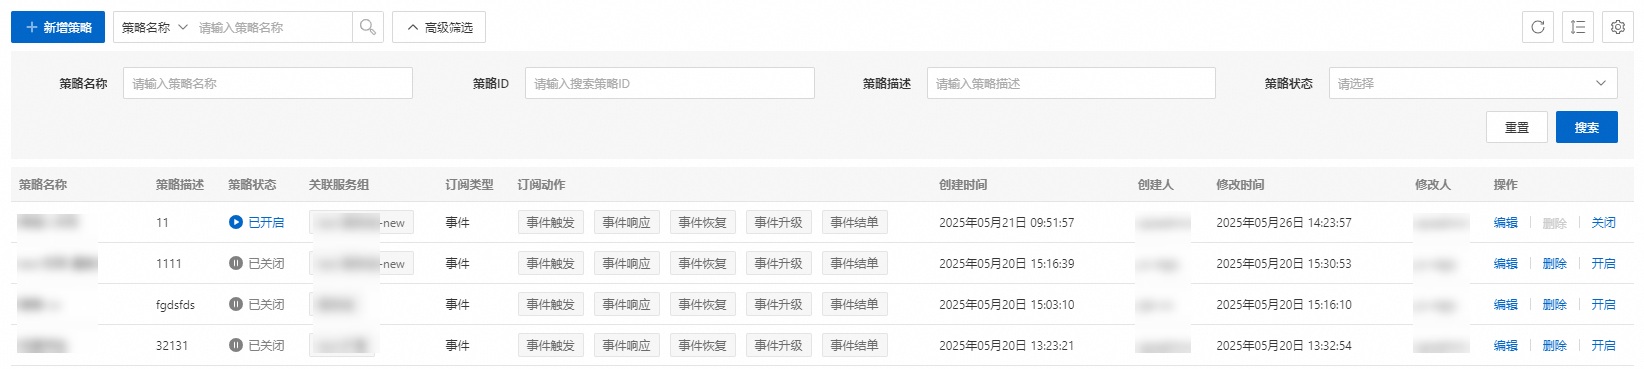 新增策略 策略名称 请输入策略名称 高级筛选
策略名称 请输入策略名称 策略ID 请输入搜索策略ID 策略描述 请输入策略描述 策略状态 请选择
重置 搜索
策略名称 策略描述 策略状态 关联服务组 订阅类型 订阅动作 创建时间 创建人 修改时间 修改人 操作
11 已开启 -new 事件 事件触发 事件响应 事件恢复 事件升级 事件结单 2025年05月21日 09:51:57 2025年05月26日 14:23:57 编辑 删除 关闭
1111 已关闭 -new 事件 事件触发 事件响应 事件恢复 事件升级 事件结单 2025年05月20日 15:16:39 2025年05月20日 15:30:53 编辑 删除 开启
fgdsfds 已关闭 事件 事件触发 事件响应 事件恢复 事件升级 事件结单 2025年05月20日 15:03:10 2025年05月20日 15:16:10 编辑 删除 开启
32131 已关闭 事件 事件触发 事件响应 事件恢复 事件升级 事件结单 2025年05月20日 13:23:21 2025年05月20日 13:32:54 编辑 删除 开启